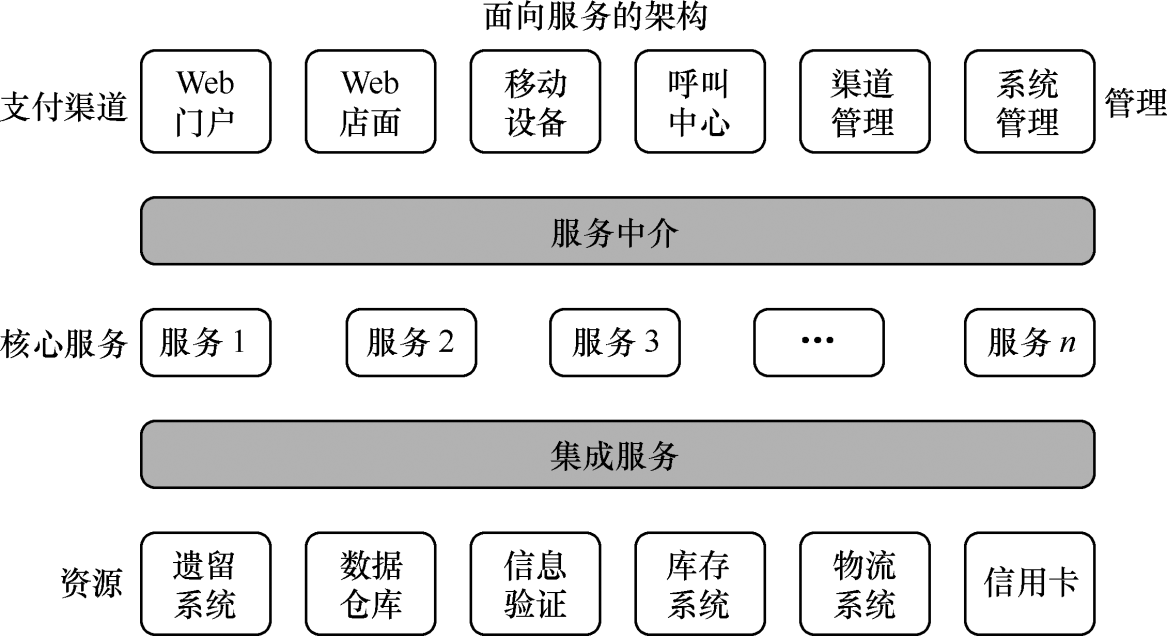 面向服务的架构
支付渠道
Web
门户
Web
店面
移动
设备
呼叫
中心
渠道
管理
系统
管理
管理
服务中介
核心服务
服务 1
服务 2
服务 3
…
服务 n
集成服务
资源
遗留
系统
数据
仓库
信息
验证
库存
系统
物流
系统
信用卡